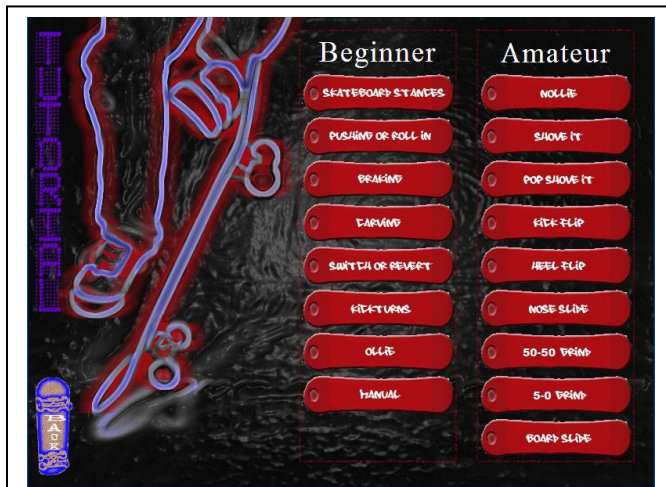 TUTORIAL
Beginner
SKATEBOARD STANCES
PUSHING OR ROLL IN
BRAKING
CARVING
SWITCH OR REVERT
KICKTURNS
OLLIE
MANUAL
Amateur
NOLLIE
SHOVE IT
POP SHOVE IT
KICK FLIP
HEEL FLIP
NOSE SLIDE
50-50 GRIND
5-0 GRIND
BOARD SLIDE
BACK